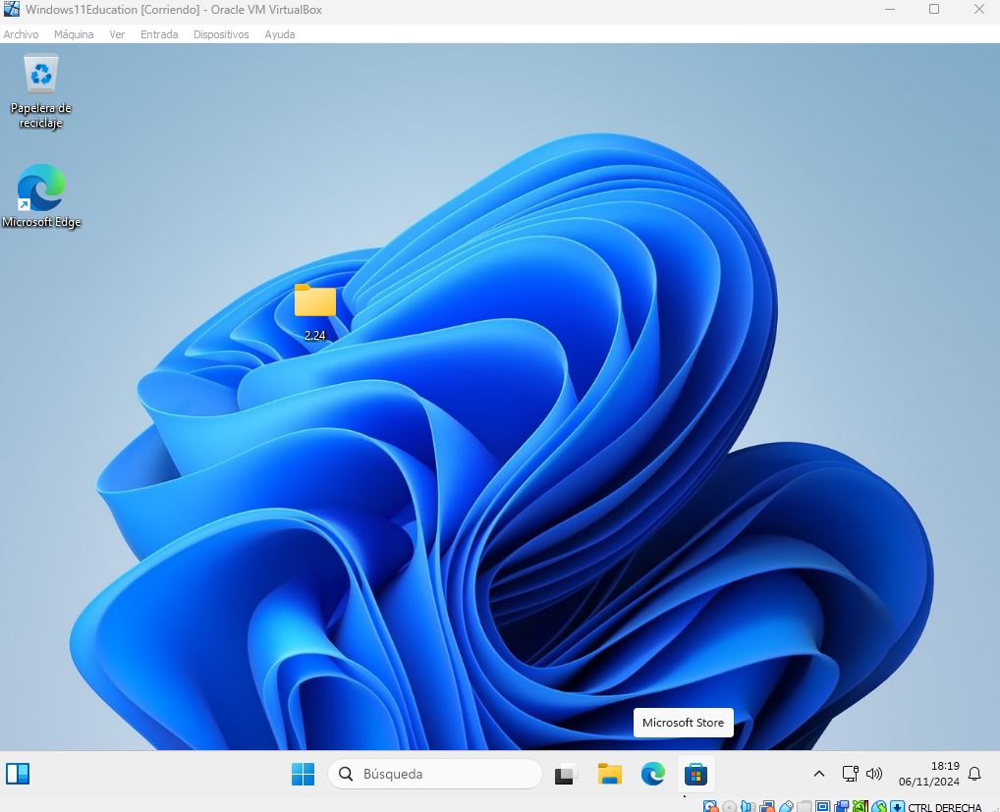 Windows11Education [Corriendo] - Oracle VM VirtualBox
Archivo Máquina Ver Entrada Dispositivos Ayuda
Papelera de
reciclaje
Microsoft Edge
2.24
Microsoft Store
Búsqueda
18:19
06/11/2024
CTRL DERECHA